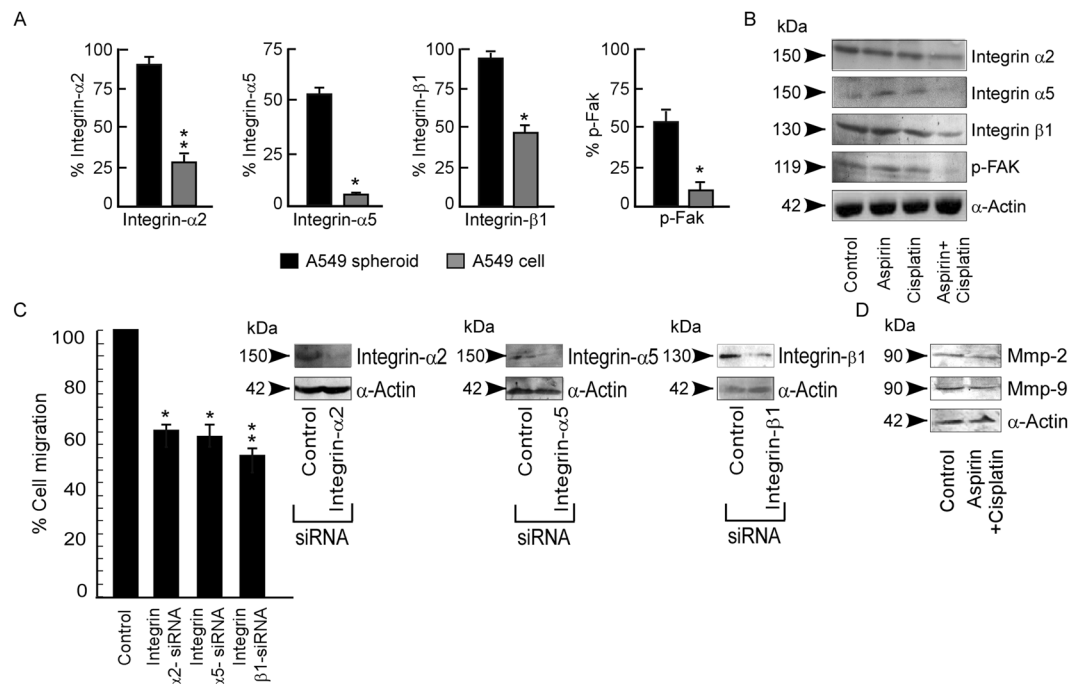 A
100
75
50
25
0
% Integrin-α2
**
Integrin-α2
75
50
25
0
% Integrin-α5
*
Integrin-α5
100
75
50
25
0
% Integrin-β1
*
Integrin-β1
100
75
50
25
0
% p-Fak
*
p-Fak
A549 spheroid
A549 cell
B
kDa
150
Integrin α2
150
Integrin α5
130
Integrin β1
119
p-FAK
42
α-Actin
Control
Aspirin
Cisplatin
Aspirin+
Cisplatin
C
100
80
60
40
20
0
% Cell migration
*
*
**
Control
Integrin
α2- siRNA
Integrin
α5- siRNA
Integrin
β1-siRNA
kDa
150
Integrin-α2
42
α-Actin
Control
Integrin-α2
siRNA
kDa
150
Integrin-α5
42
α-Actin
Control
Integrin-α5
siRNA
kDa
130
Integrin-β1
42
α-Actin
Control
Integrin-β1
siRNA
D
kDa
90
Mmp-2
90
Mmp-9
42
α-Actin
Control
Aspirin
+Cisplatin